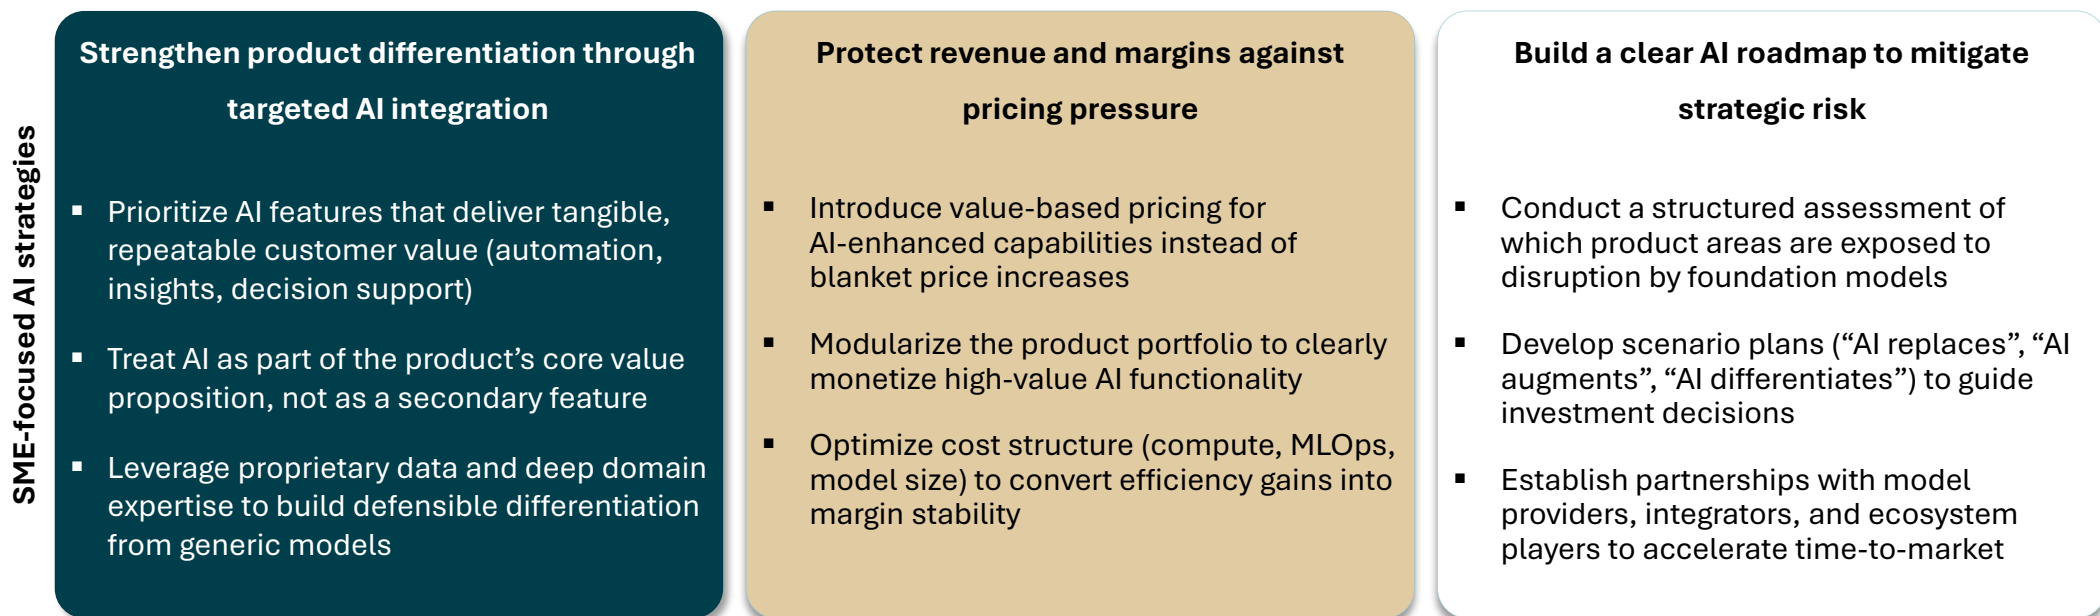 SME-focused AI strategies
Strengthen product differentiation through
targeted AI integration
▪ Prioritize AI features that deliver tangible,
repeatable customer value (automation,
insights, decision support)
▪ Treat AI as part of the product’s core value
proposition, not as a secondary feature
▪ Leverage proprietary data and deep domain
expertise to build defensible differentiation
from generic models
Protect revenue and margins against
pricing pressure
▪ Introduce value-based pricing for
AI-enhanced capabilities instead of
blanket price increases
▪ Modularize the product portfolio to clearly
monetize high-value AI functionality
▪ Optimize cost structure (compute, MLOps,
model size) to convert efficiency gains into
margin stability
Build a clear AI roadmap to mitigate
strategic risk
▪ Conduct a structured assessment of
which product areas are exposed to
disruption by foundation models
▪ Develop scenario plans (“AI replaces”, “AI
augments”, “AI differentiates”) to guide
investment decisions
▪ Establish partnerships with model
providers, integrators, and ecosystem
players to accelerate time-to-market